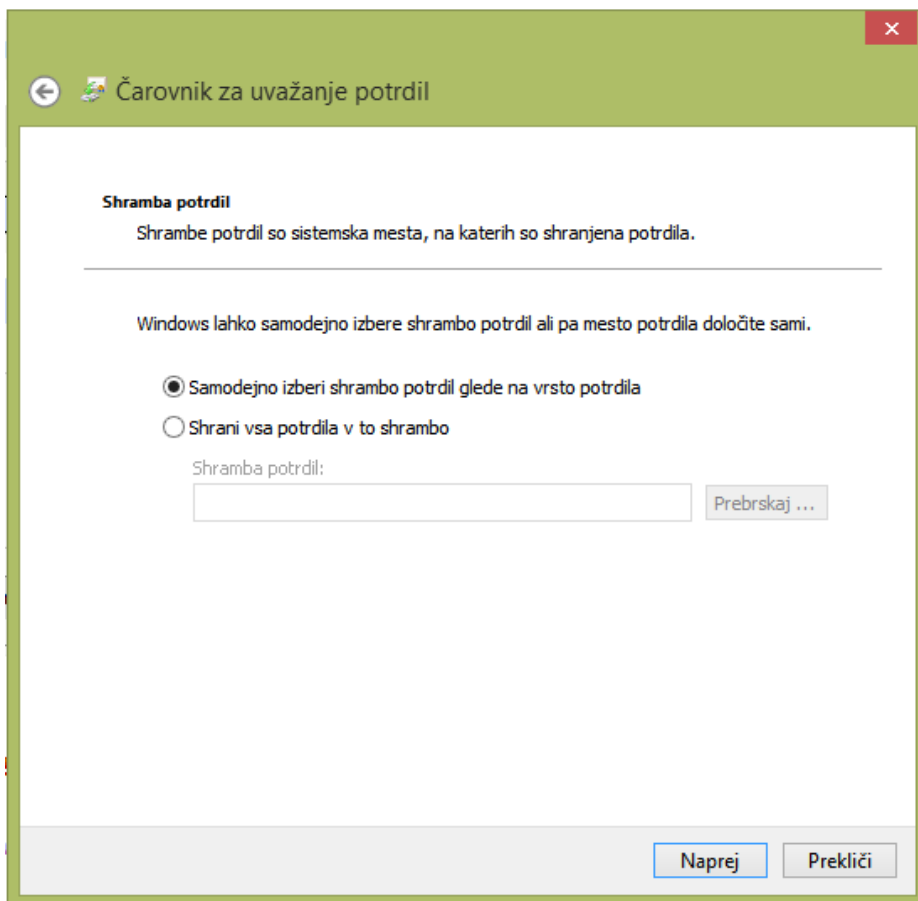 Čarovnik za uvažanje potrdil
Shramba potrdil
Shrambe potrdil so sistemska mesta, na katerih so shranjena potrdila.
Windows lahko samodejno izbere shrambo potrdil ali pa mesto potrdila določite sami.
Samodejno izberi shrambo potrdil glede na vrsto potrdila
Shrani vsa potrdila v to shrambo
Shramba potrdil:
Prebrskaj ...
Naprej
Prekliči